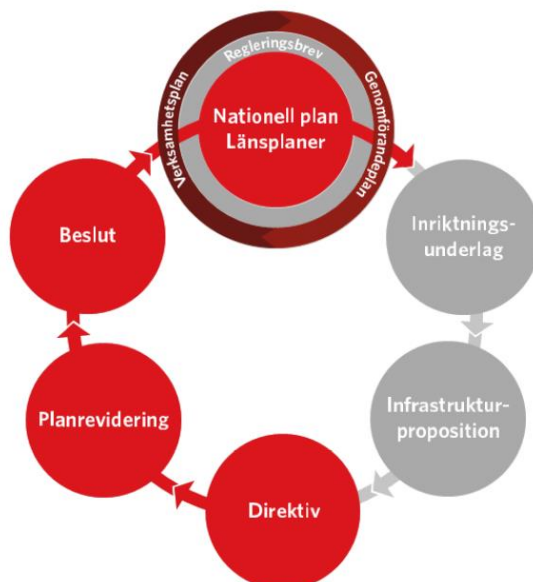 Regleringsbrev
Verksamhetsplan
Genomförandeplan
Nationell plan
Länsplaner
Inriktnings-
underlag
Infrastruktur-
proposition
Direktiv
Planrevidering
Beslut